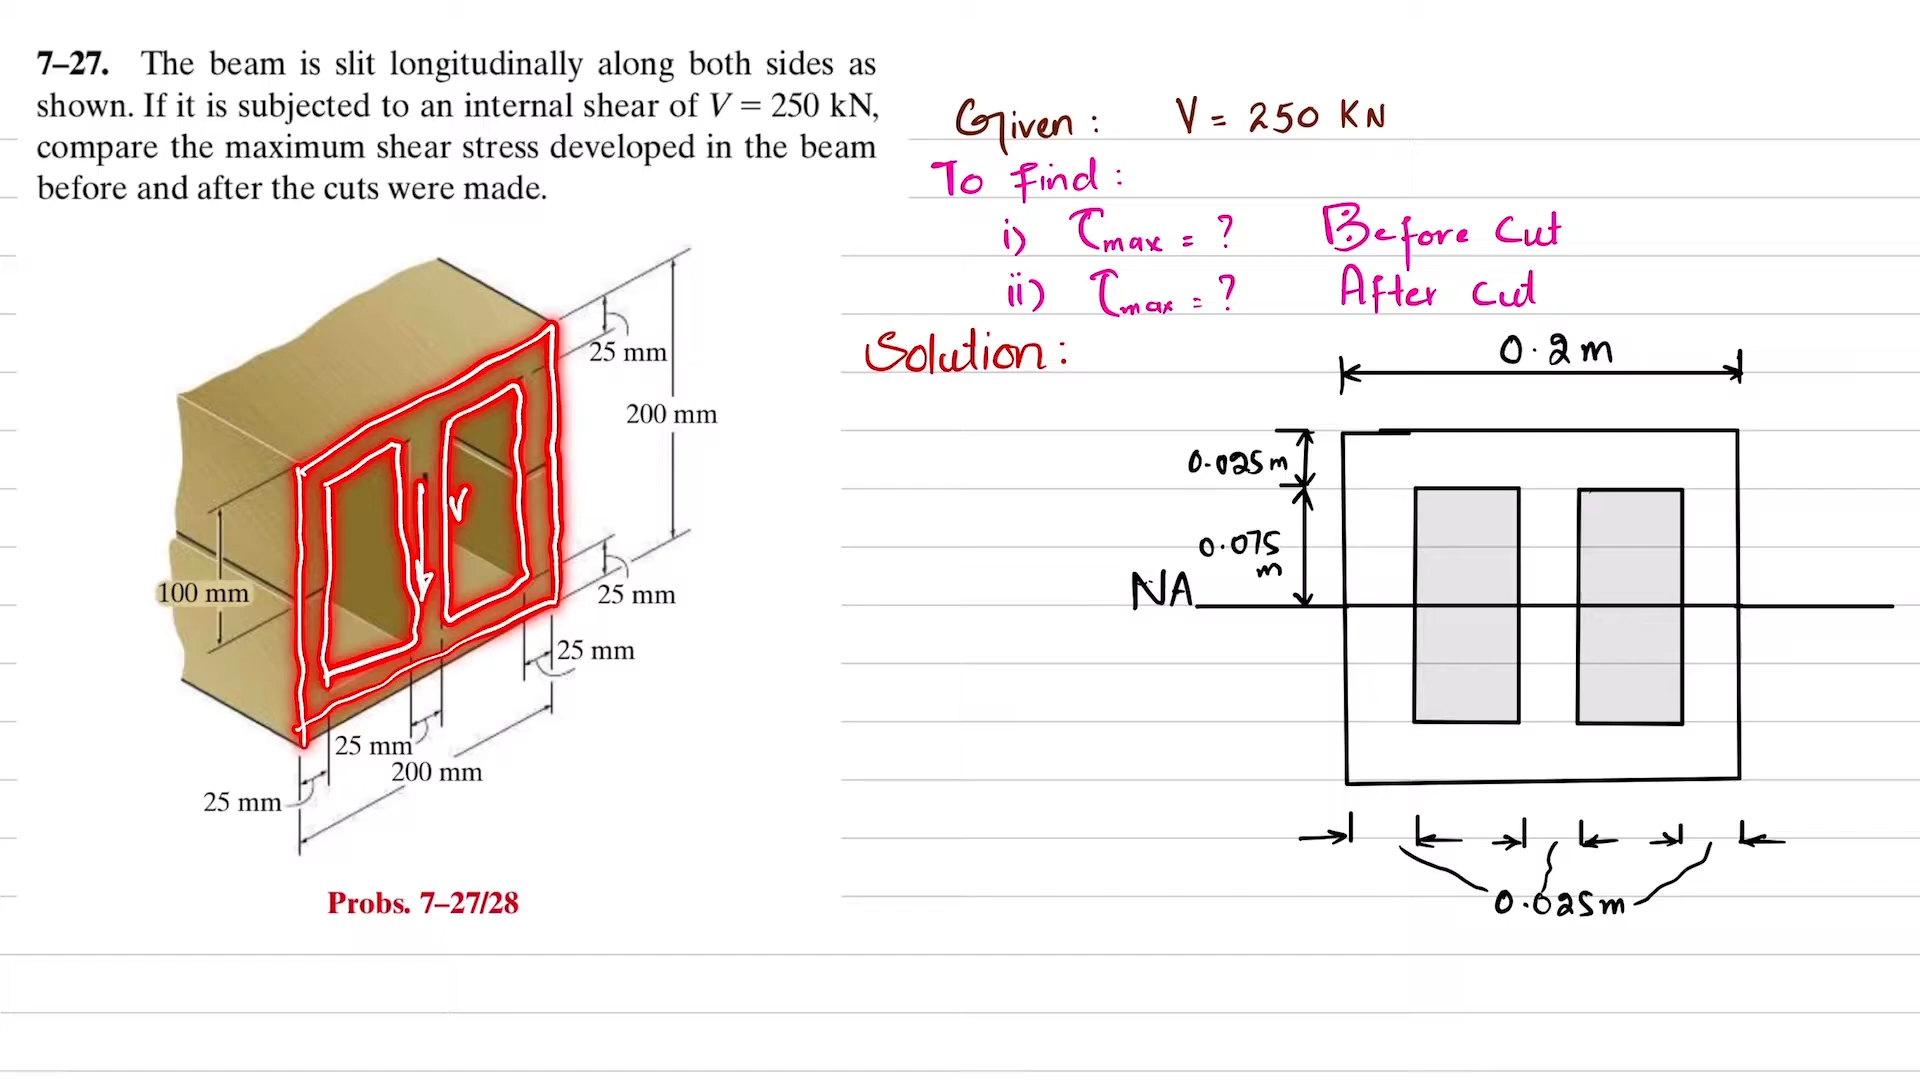 7–27. The beam is slit longitudinally along both sides as
shown. If it is subjected to an internal shear of V = 250 kN,
compare the maximum shear stress developed in the beam
before and after the cuts were made.
25 mm
200 mm
100 mm
25 mm
25 mm
25 mm
200 mm
25 mm
V
Probs. 7–27/28
Given : V = 250 KN
To find :
i) τmax = ? Before Cut
ii) τmax = ? After Cut
Solution :
0.2 m
0.025 m
0.075
m
NA
0.025 m